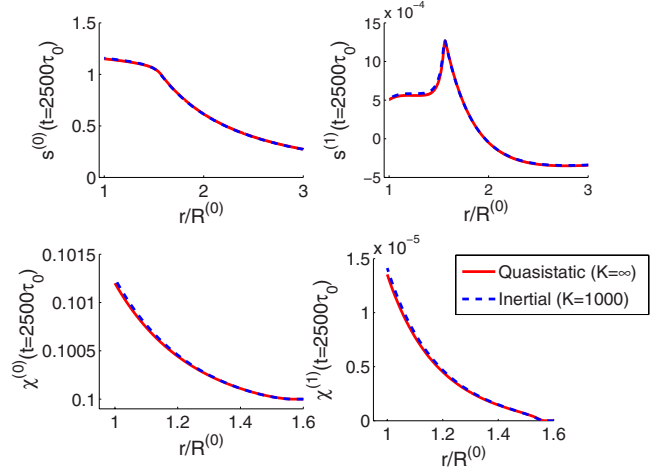 1.5
1
0.5
0
1 2 3
r/R^(0)
s^(0)(t=2500τ_0)
x 10^−4
15
10
5
0
−5
1 2 3
r/R^(0)
s^(1)(t=2500τ_0)
0.1015
0.101
0.1005
0.1
1 1.2 1.4 1.6
r/R^(0)
χ^(0)(t=2500τ_0)
x 10^−5
1.5
1
0.5
0
1 1.2 1.4 1.6
r/R^(0)
χ^(1)(t=2500τ_0)
Quasistatic (K=∞)
Inertial (K=1000)